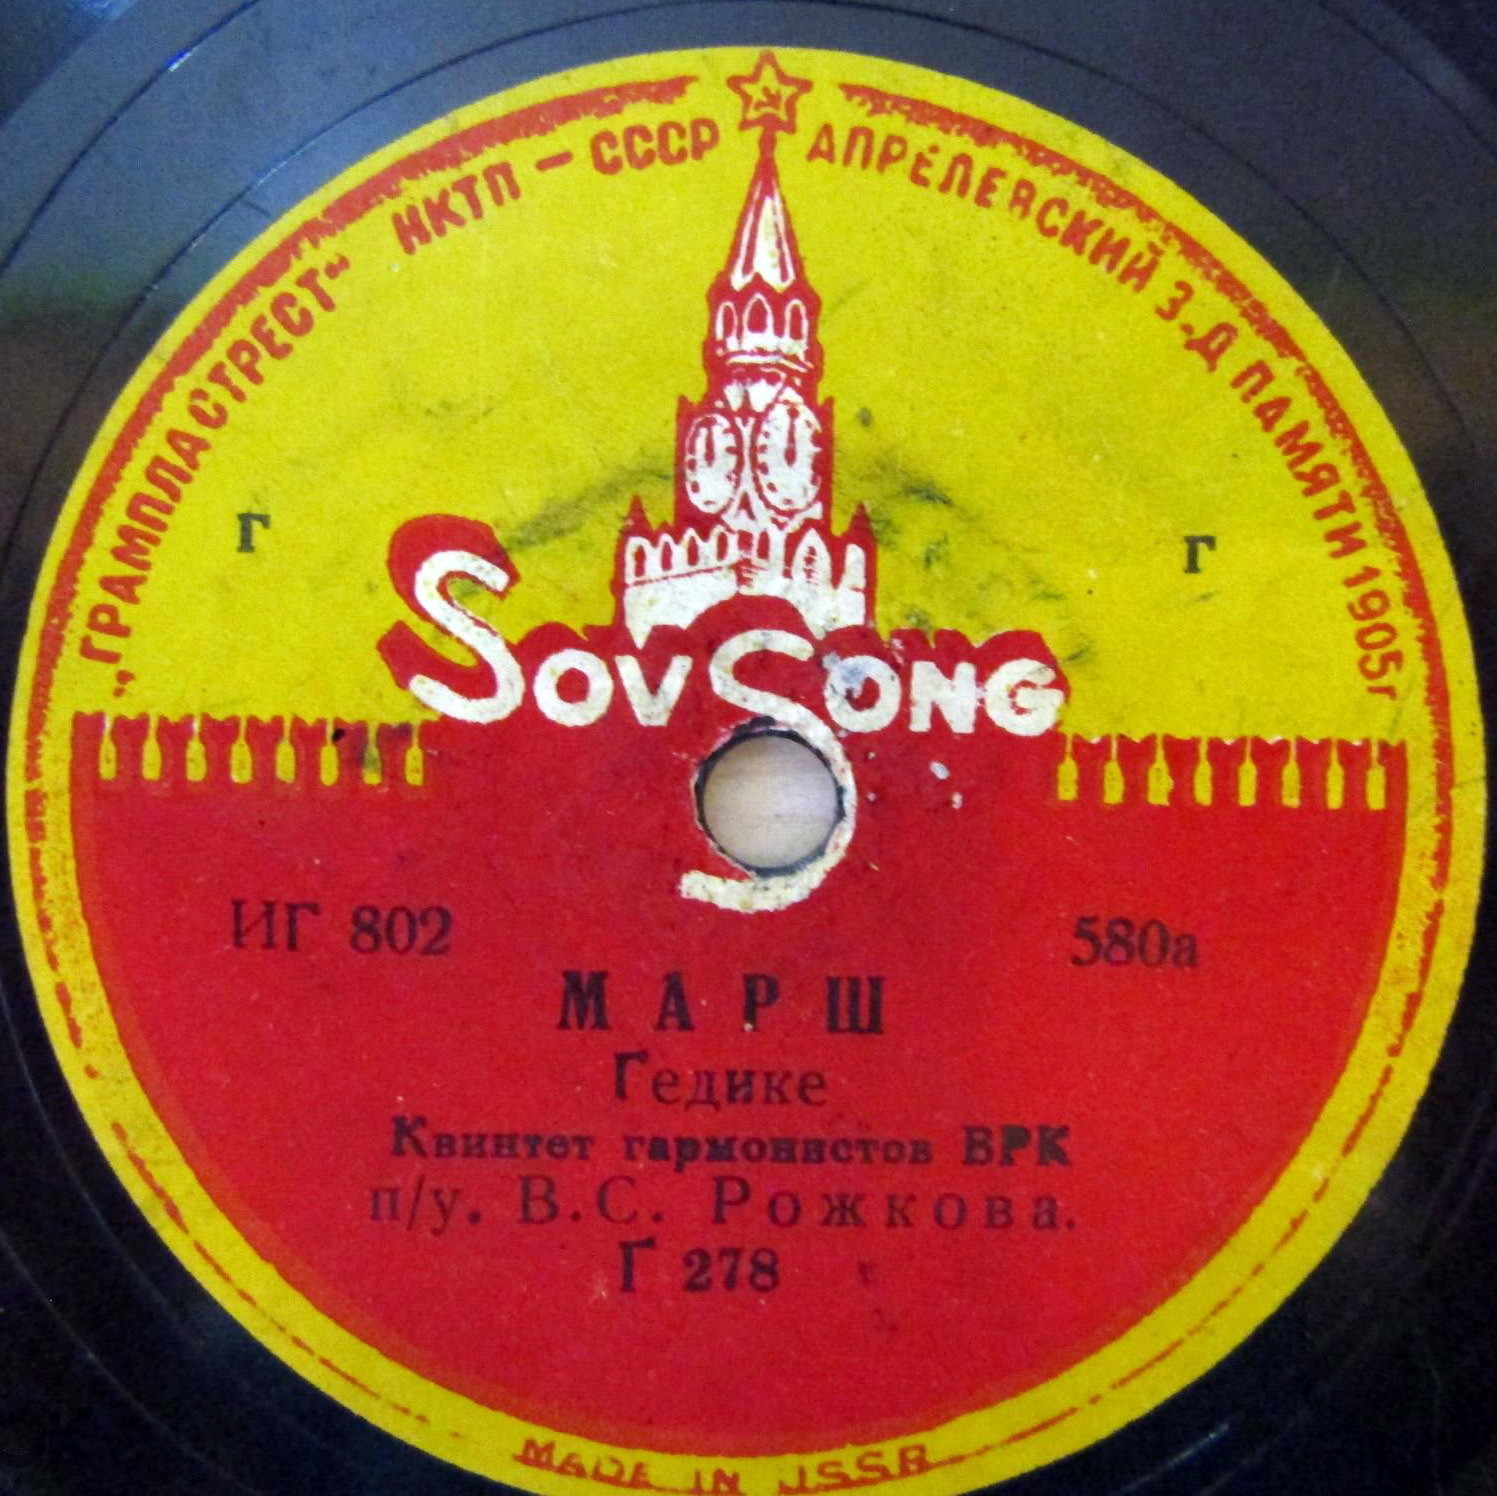 „ГРАМПЛАСТРЕСТ“ НКТП – СССР АПРЕЛЕВСКИЙ З-Д ПАМЯТИ 1905г
Г Г
SOVSONG
ИГ 802 580а
МАРШ
Гедике
Квинтет гармонистов ВРК
п/у. В.С. Рожкова.
Г 278
MADE IN USSR